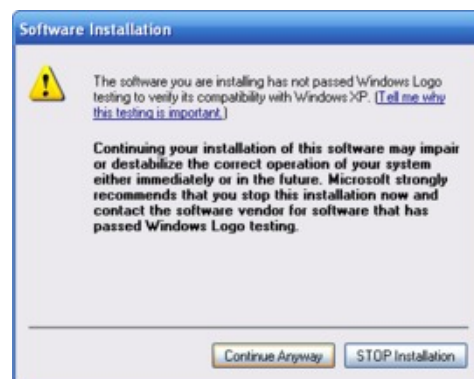 Software Installation
The software you are installing has not passed Windows Logo
testing to verify its compatibility with Windows XP. (Tell me why
this testing is important.)
Continuing your installation of this software may impair
or destabilize the correct operation of your system
either immediately or in the future. Microsoft strongly
recommends that you stop this installation now and
contact the software vendor for software that has
passed Windows Logo testing.
Continue Anyway STOP Installation